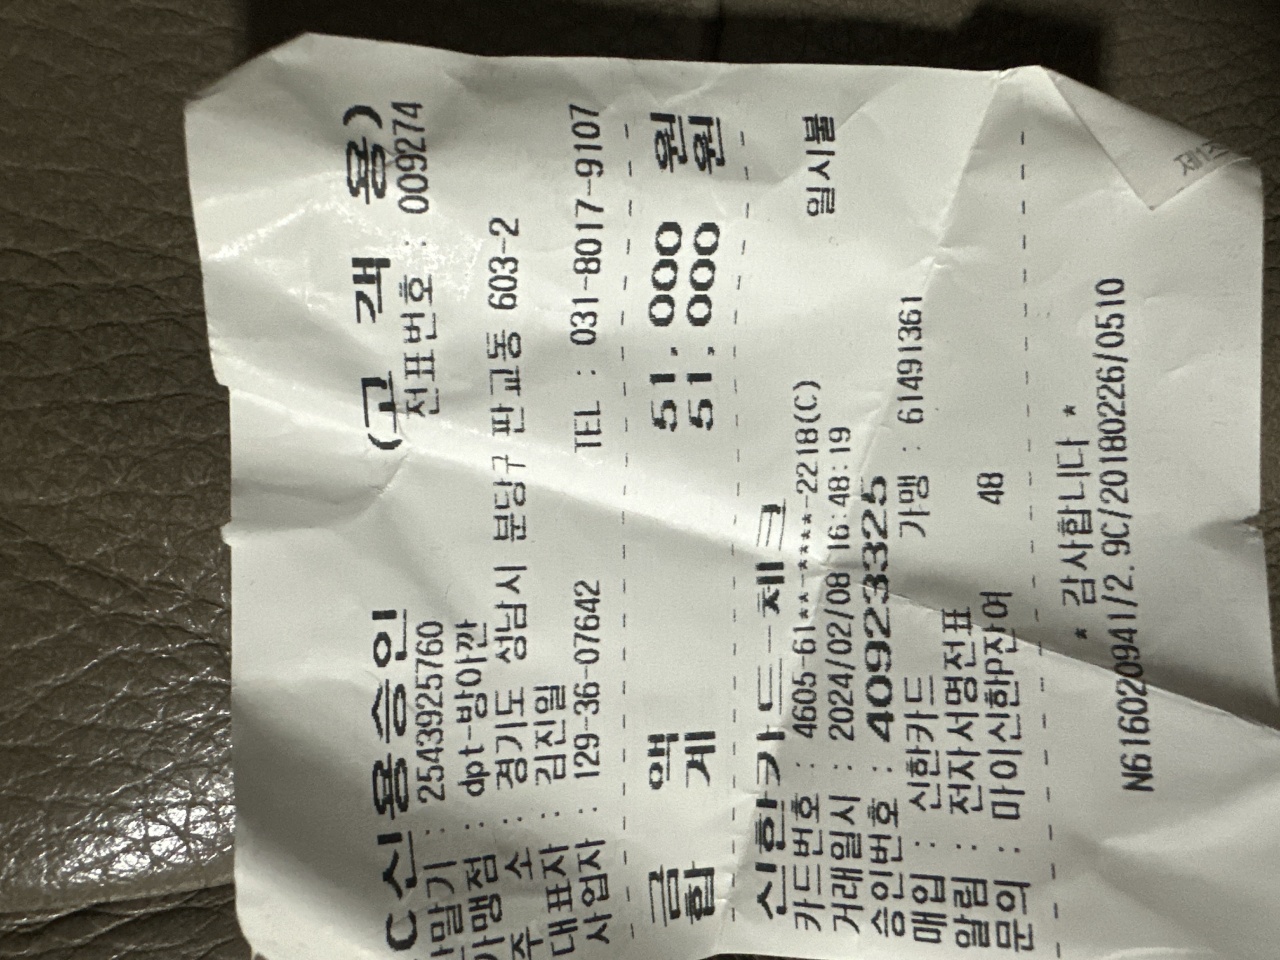 C신용승인 (고 객 용)
단말기 : 2543925760 전표번호 : 009274
가맹점 : dpt-방아깐
주 소 : 경기도 성남시 분당구 판교동 603-2
대표자 : 김진일
사업자 : 129-36-07642 TEL : 031-8017-9107
금 액 51,000 원
합 계 51,000 원
신한카드-체크
카드번호 : 4605-61**-****-2218(C) 일시불
거래일시 : 2024/02/08 16:48:19
승인번호 : 40923325
매입 : 신한카드 가맹 : 61491361
알림 : 전자서명전표
문의 : 마이신한P잔여 48
* 감사합니다 *
N616020941/2.9C/20180226/0510